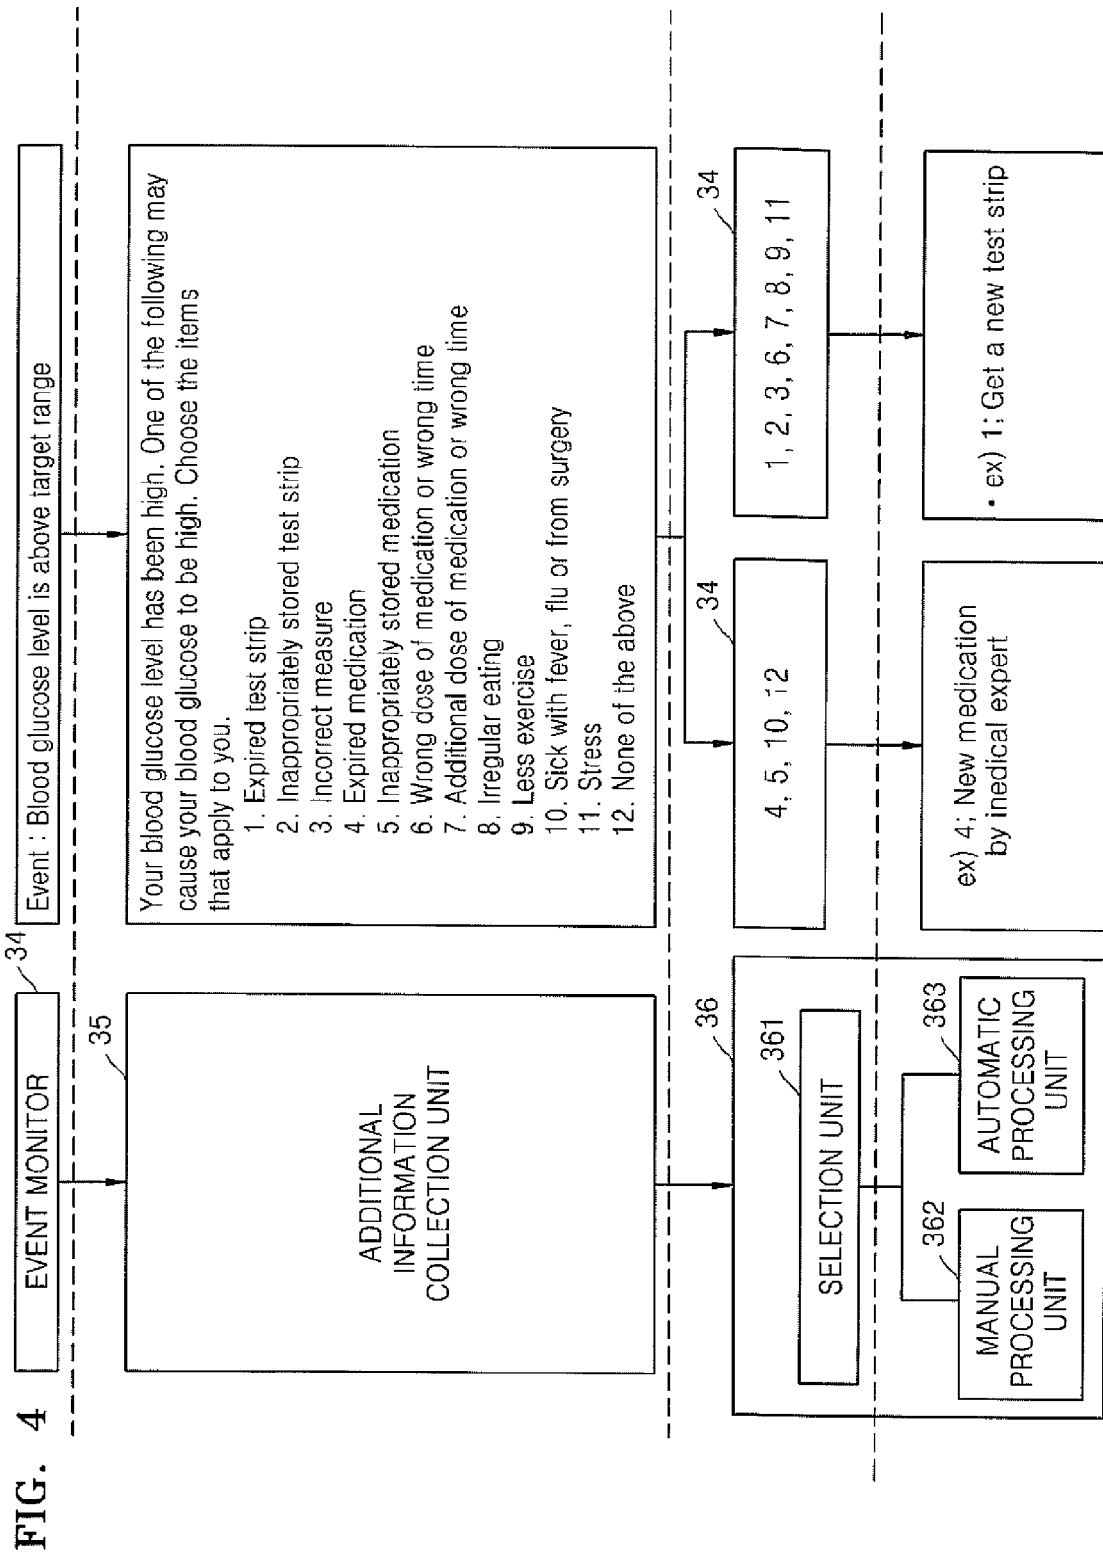 FIG. 4
34
EVENT MONITOR
Event : Blood glucose level is above target range
35
ADDITIONAL
INFORMATION
COLLECTION UNIT
Your blood glucose level has been high. One of the following may
cause your blood glucose to be high. Choose the items
that apply to you.
1. Expired test strip
2. Inappropriately stored test strip
3. Incorrect measure
4. Expired medication
5. Inappropriately stored medication
6. Wrong dose of medication or wrong time
7. Additional dose of medication or wrong time
8. Irregular eating
9. Less exercise
10. Sick with fever, flu or from surgery
11. Stress
12. None of the above
36
361
SELECTION UNIT
34
4, 5, 10, 12
34
1, 2, 3, 6, 7, 8, 9, 11
362
MANUAL
PROCESSING
UNIT
363
AUTOMATIC
PROCESSING
UNIT
ex) 4; New medication
by inedical expert
• ex) 1; Get a new test strip